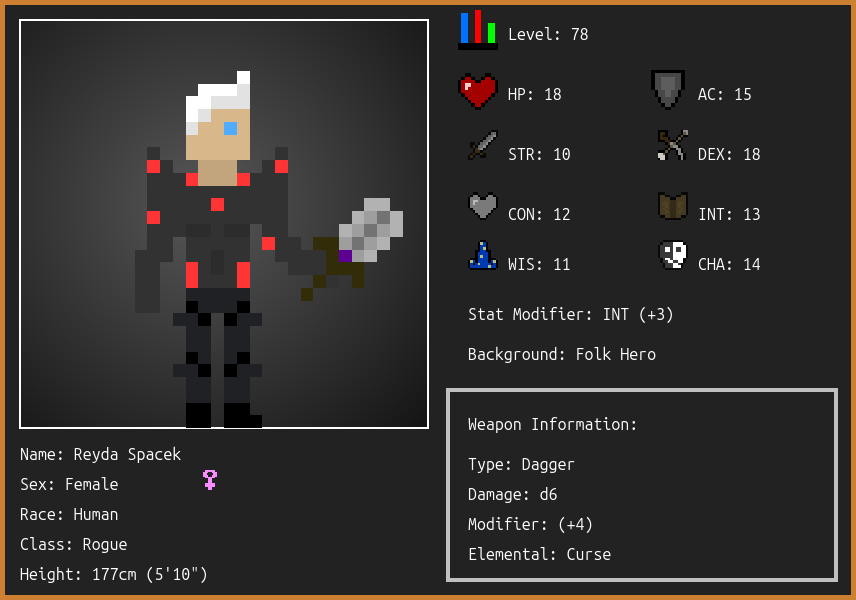 Level: 78
HP: 18 AC: 15
STR: 10 DEX: 18
CON: 12 INT: 13
WIS: 11 CHA: 14
Stat Modifier: INT (+3)
Background: Folk Hero
Weapon Information:
Type: Dagger
Damage: d6
Modifier: (+4)
Elemental: Curse
Name: Reyda Spacek
Sex: Female
Race: Human
Class: Rogue
Height: 177cm (5'10")